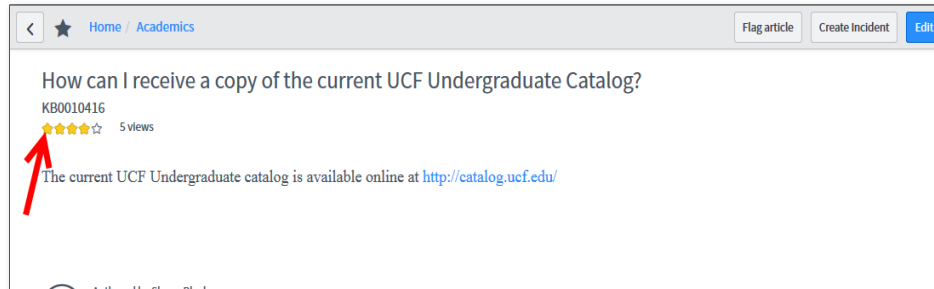 Home / Academics
Flag article
Create Incident
Edit
How can I receive a copy of the current UCF Undergraduate Catalog?
KB0010416
5 views
The current UCF Undergraduate catalog is available online at http://catalog.ucf.edu/